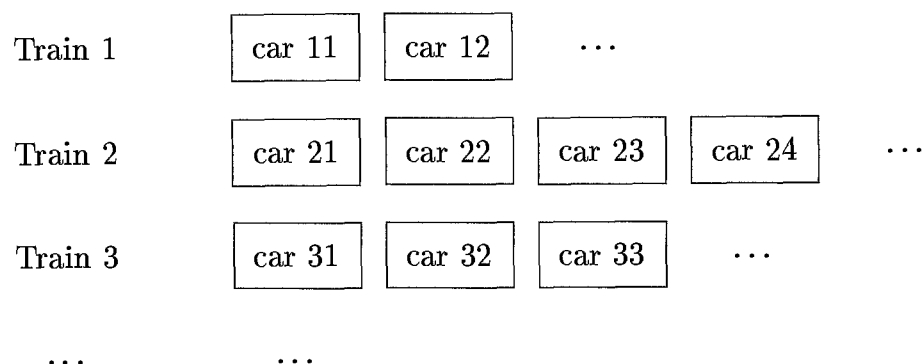 Train 1 car 11 car 12 ...
Train 2 car 21 car 22 car 23 car 24 ...
Train 3 car 31 car 32 car 33 ...
... ...